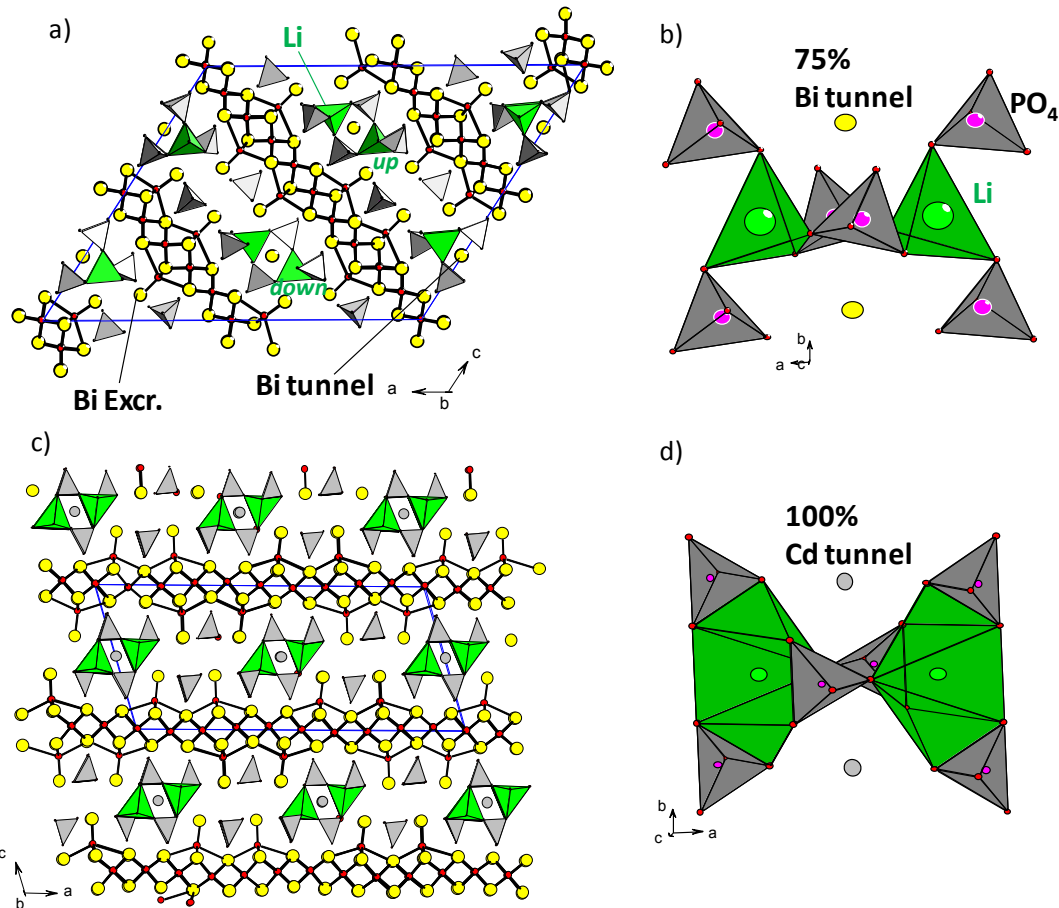 a)
Li
up
down
Bi Excr.
Bi tunnel
a
b
c
b)
75%
Bi tunnel
PO4
Li
b
a
c
c)
c
b
a
d)
100%
Cd tunnel
b
c
a